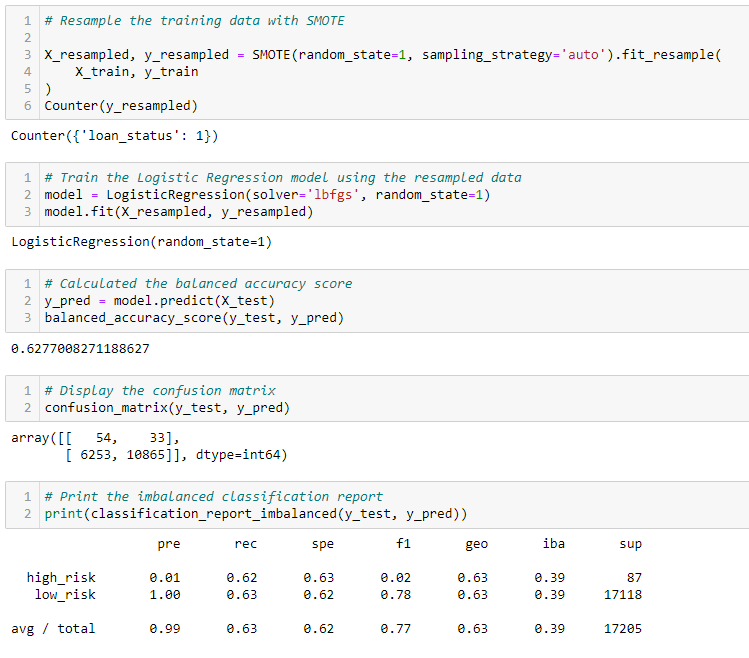 1 # Resample the training data with SMOTE
2
3 X_resampled, y_resampled = SMOTE(random_state=1, sampling_strategy='auto').fit_resample(
4     X_train, y_train
5 )
6 Counter(y_resampled)
Counter({'loan_status': 1})
1 # Train the Logistic Regression model using the resampled data
2 model = LogisticRegression(solver='lbfgs', random_state=1)
3 model.fit(X_resampled, y_resampled)
LogisticRegression(random_state=1)
1 # Calculated the balanced accuracy score
2 y_pred = model.predict(X_test)
3 balanced_accuracy_score(y_test, y_pred)
0.6277008271188627
1 # Display the confusion matrix
2 confusion_matrix(y_test, y_pred)
array([[   54,    33],
       [ 6253, 10865]], dtype=int64)
1 # Print the imbalanced classification report
2 print(classification_report_imbalanced(y_test, y_pred))
                   pre       rec       spe        f1       geo       iba       sup
  high_risk       0.01      0.62      0.63      0.02      0.63      0.39        87
   low_risk       1.00      0.63      0.62      0.78      0.63      0.39     17118
avg / total       0.99      0.63      0.62      0.77      0.63      0.39     17205